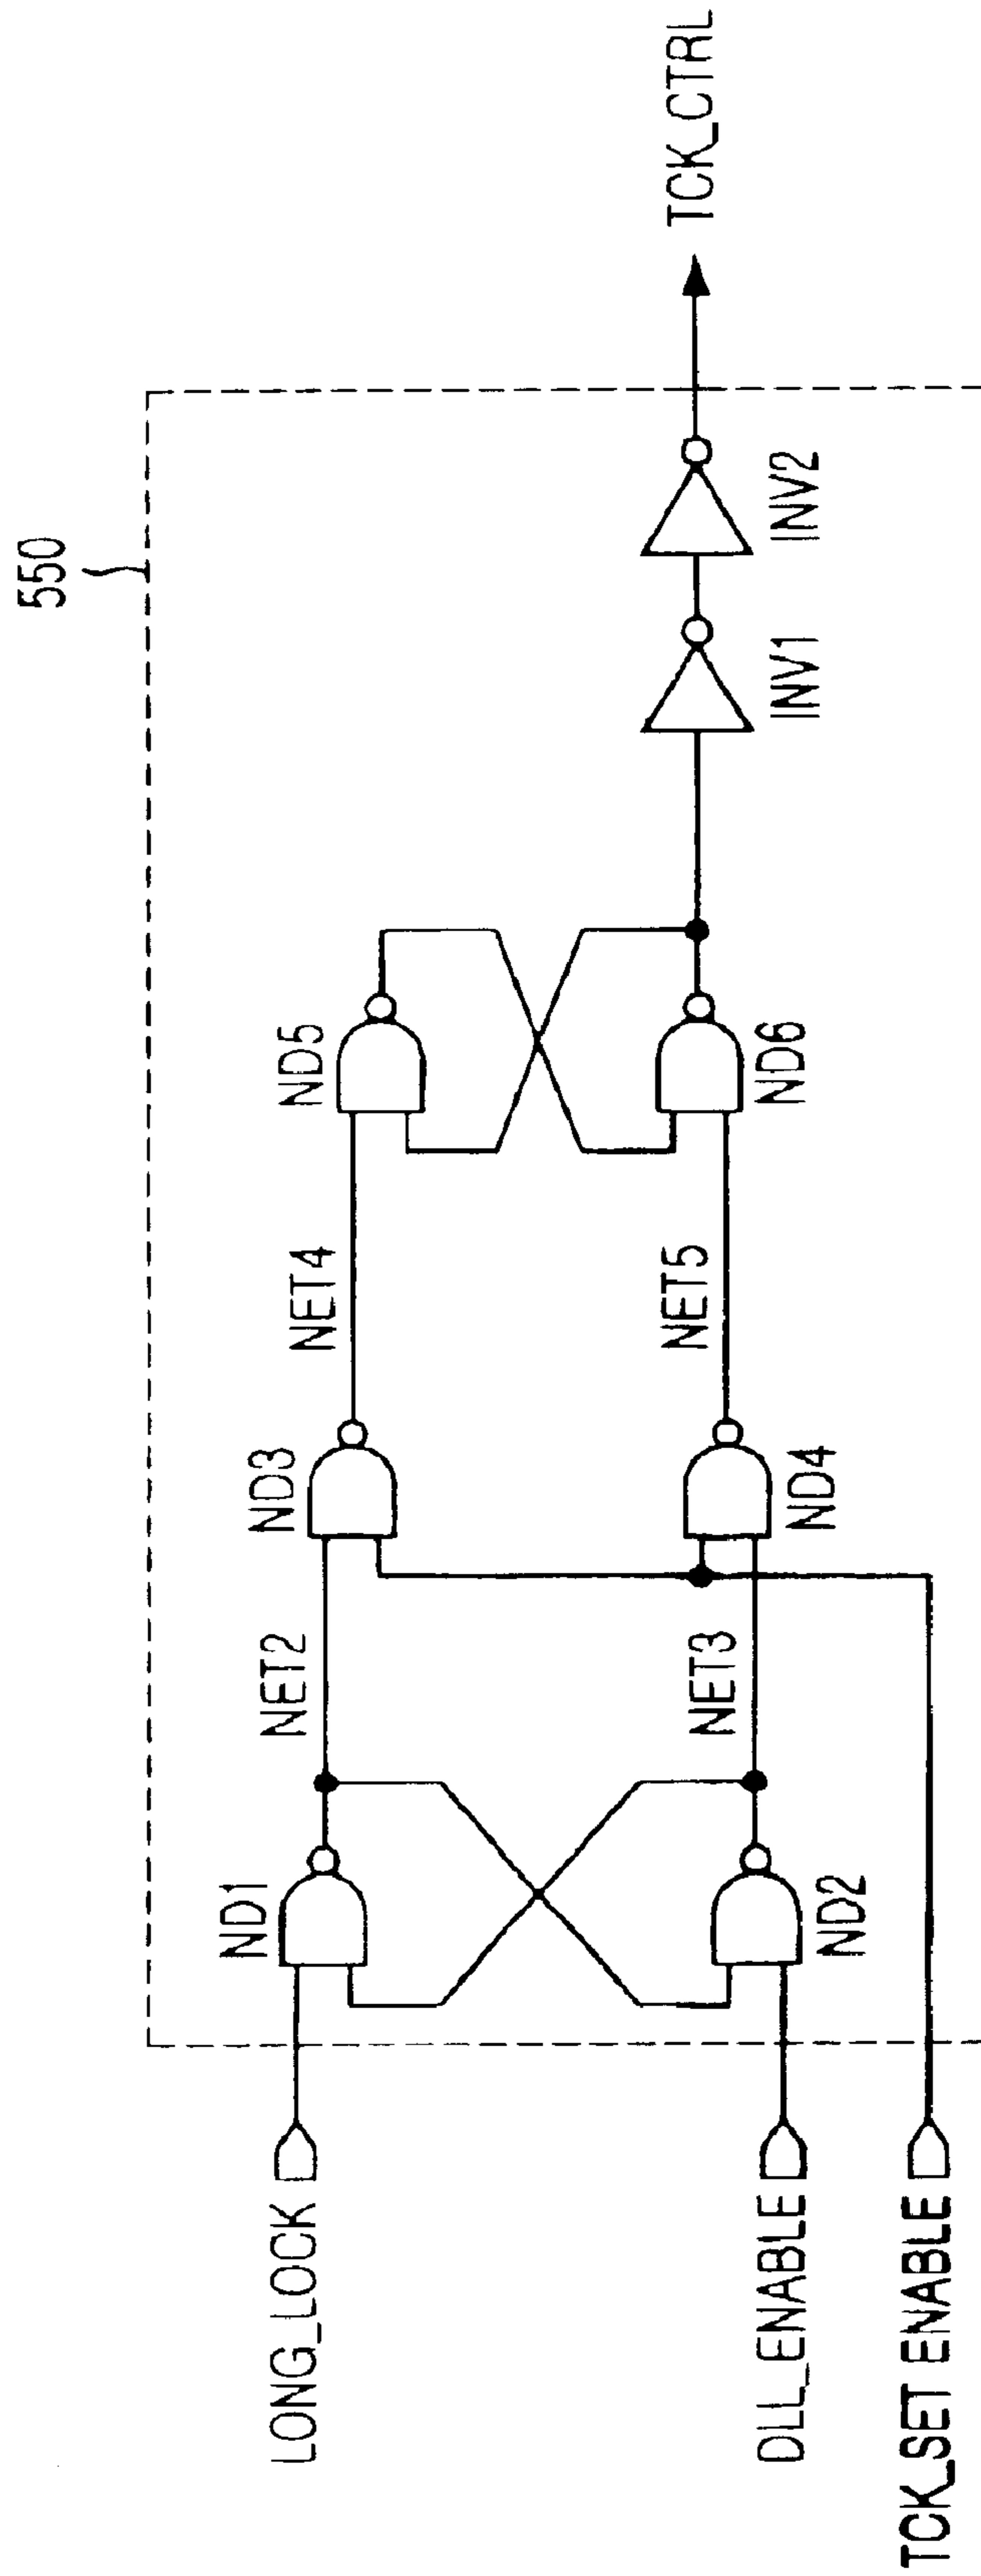 550
LONG_LOCK
ND1
NET2
ND3
NET4
ND5
DLL_ENABLE
ND2
NET3
ND4
NET5
ND6
INV1
INV2
TCK_CTRL
TCK_SET ENABLE